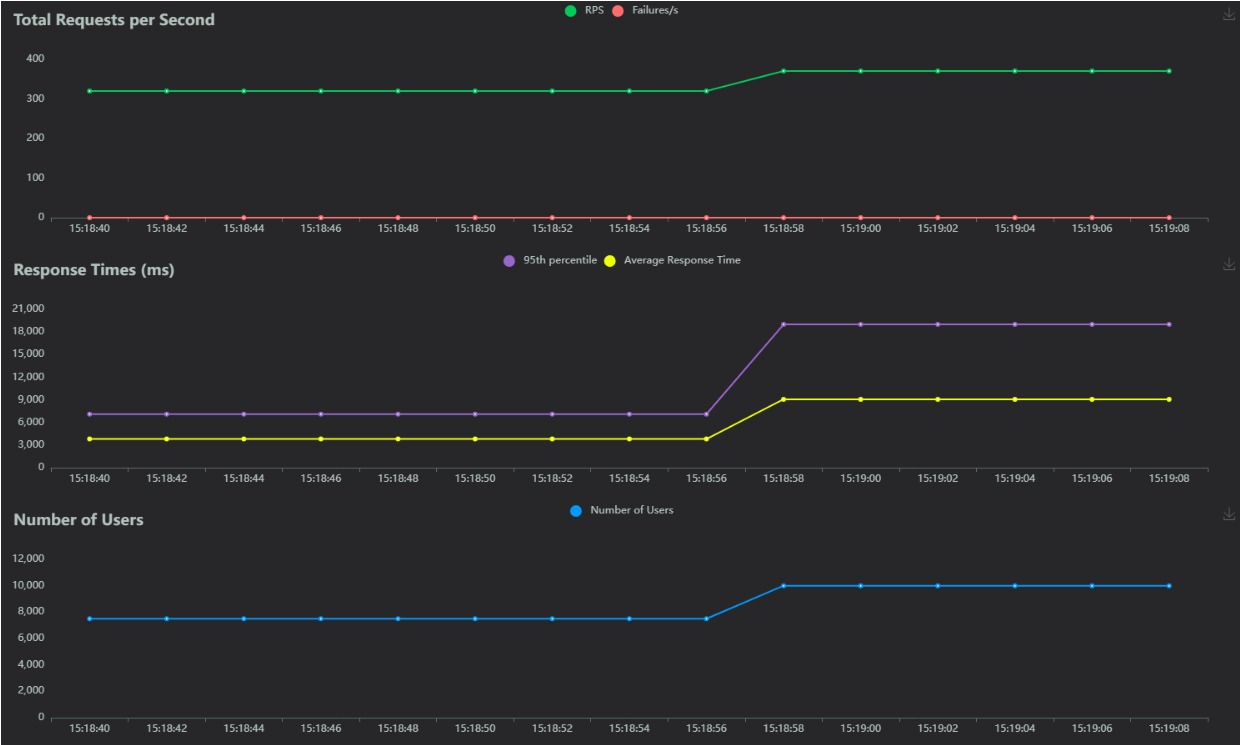 Total Requests per Second
RPS Failures/s
400
300
200
100
0
15:18:40 15:18:42 15:18:44 15:18:46 15:18:48 15:18:50 15:18:52 15:18:54 15:18:56 15:18:58 15:19:00 15:19:02 15:19:04 15:19:06 15:19:08
Response Times (ms)
95th percentile Average Response Time
21,000
18,000
15,000
12,000
9,000
6,000
3,000
0
15:18:40 15:18:42 15:18:44 15:18:46 15:18:48 15:18:50 15:18:52 15:18:54 15:18:56 15:18:58 15:19:00 15:19:02 15:19:04 15:19:06 15:19:08
Number of Users
Number of Users
12,000
10,000
8,000
6,000
4,000
2,000
0
15:18:40 15:18:42 15:18:44 15:18:46 15:18:48 15:18:50 15:18:52 15:18:54 15:18:56 15:18:58 15:19:00 15:19:02 15:19:04 15:19:06 15:19:08